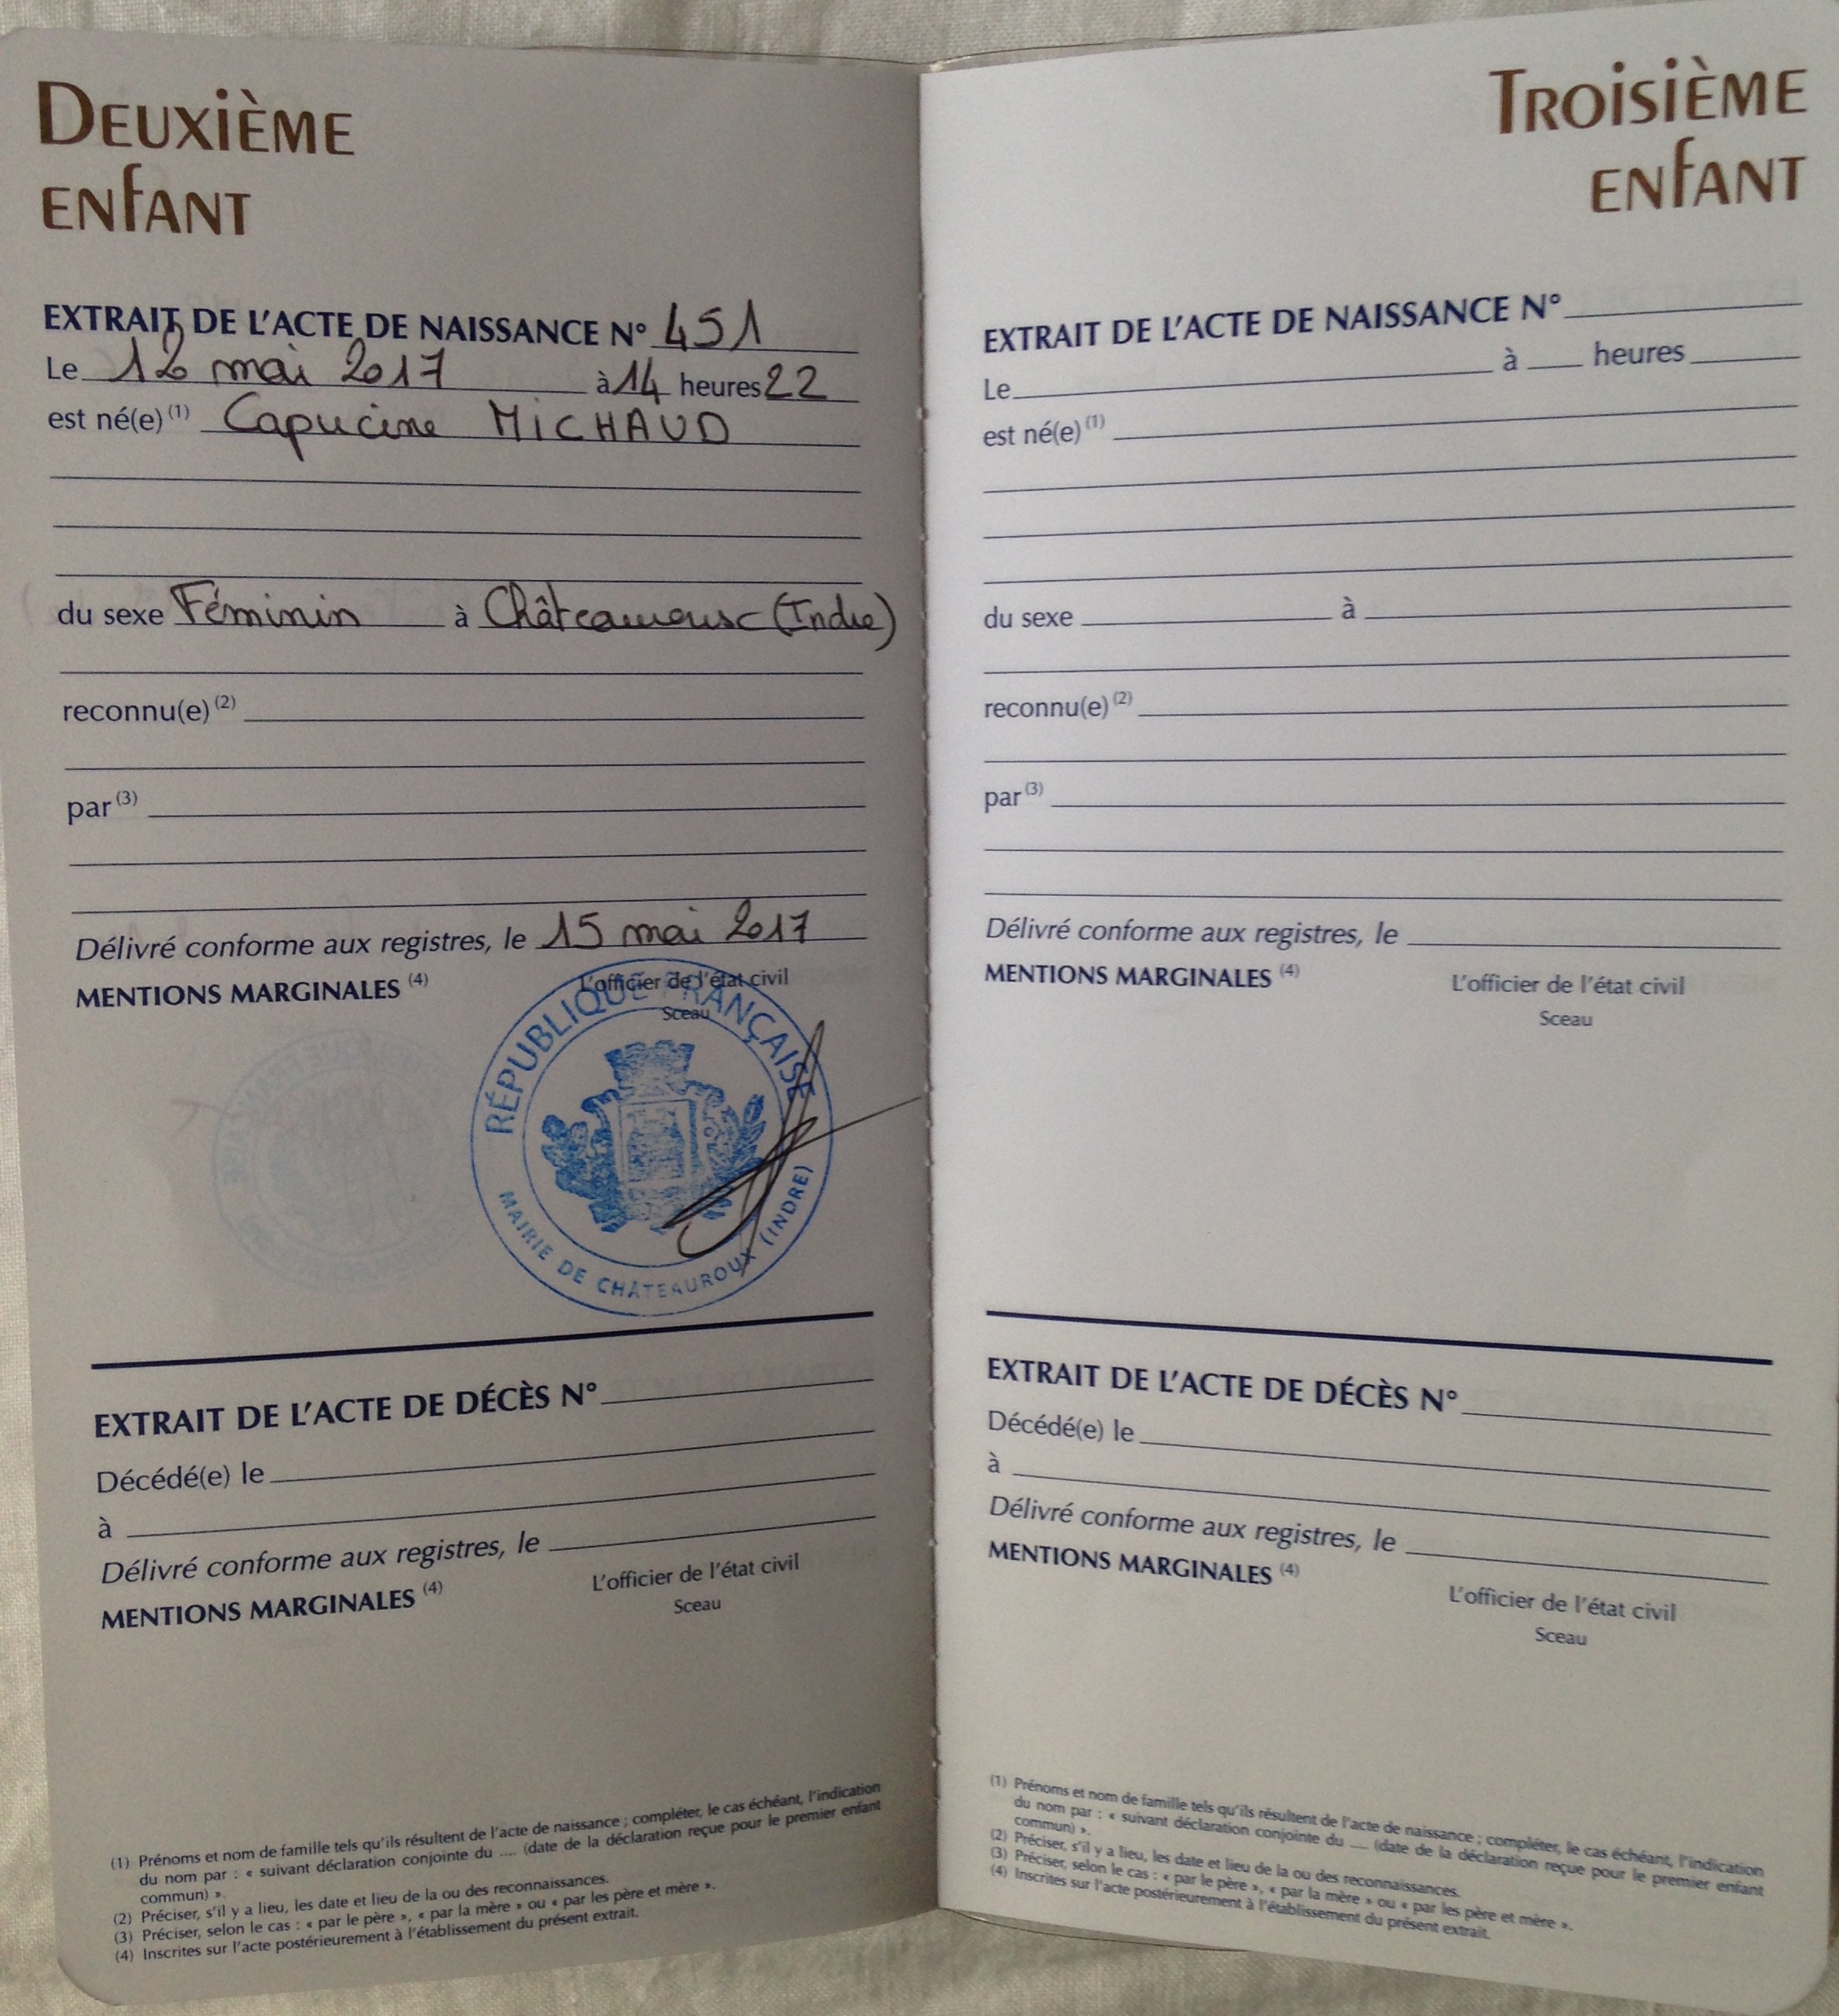 DEUXIÈME
ENFANT
EXTRAIT DE L'ACTE DE NAISSANCE N° 451
Le 12 mai 2017 à 14 heures 22
est né(e) (1) Capucine MICHAUD
du sexe Féminin à Châteauroux (Indre)
reconnu(e) (2)
par (3)
Délivré conforme aux registres, le 15 mai 2017
MENTIONS MARGINALES (4) L'officier de l'état civil
Sceau
RÉPUBLIQUE FRANÇAISE
MAIRIE DE CHÂTEAUROUX (INDRE)
EXTRAIT DE L'ACTE DE DÉCÈS N°
Décédé(e) le
à
Délivré conforme aux registres, le
MENTIONS MARGINALES (4) L'officier de l'état civil
Sceau
(1) Prénoms et nom de famille tels qu'ils résultent de l'acte de naissance ; compléter, le cas échéant, l'indication
du nom par : « suivant déclaration conjointe du .... (date de la déclaration reçue pour le premier enfant
commun) ».
(2) Préciser, s'il y a lieu, les date et lieu de la ou des reconnaissances.
(3) Préciser, selon le cas : « par le père », « par la mère » ou « par les père et mère ».
(4) Inscrites sur l'acte postérieurement à l'établissement du présent extrait.
TROISIÈME
ENFANT
EXTRAIT DE L'ACTE DE NAISSANCE N°
Le à heures
est né(e) (1)
du sexe à
reconnu(e) (2)
par (3)
Délivré conforme aux registres, le
MENTIONS MARGINALES (4) L'officier de l'état civil
Sceau
EXTRAIT DE L'ACTE DE DÉCÈS N°
Décédé(e) le
à
Délivré conforme aux registres, le
MENTIONS MARGINALES (4) L'officier de l'état civil
Sceau
(1) Prénoms et nom de famille tels qu'ils résultent de l'acte de naissance ; compléter, le cas échéant, l'indication
du nom par : « suivant déclaration conjointe du .... (date de la déclaration reçue pour le premier enfant
commun) ».
(2) Préciser, s'il y a lieu, les date et lieu de la ou des reconnaissances.
(3) Préciser, selon le cas : « par le père », « par la mère » ou « par les père et mère ».
(4) Inscrites sur l'acte postérieurement à l'établissement du présent extrait.